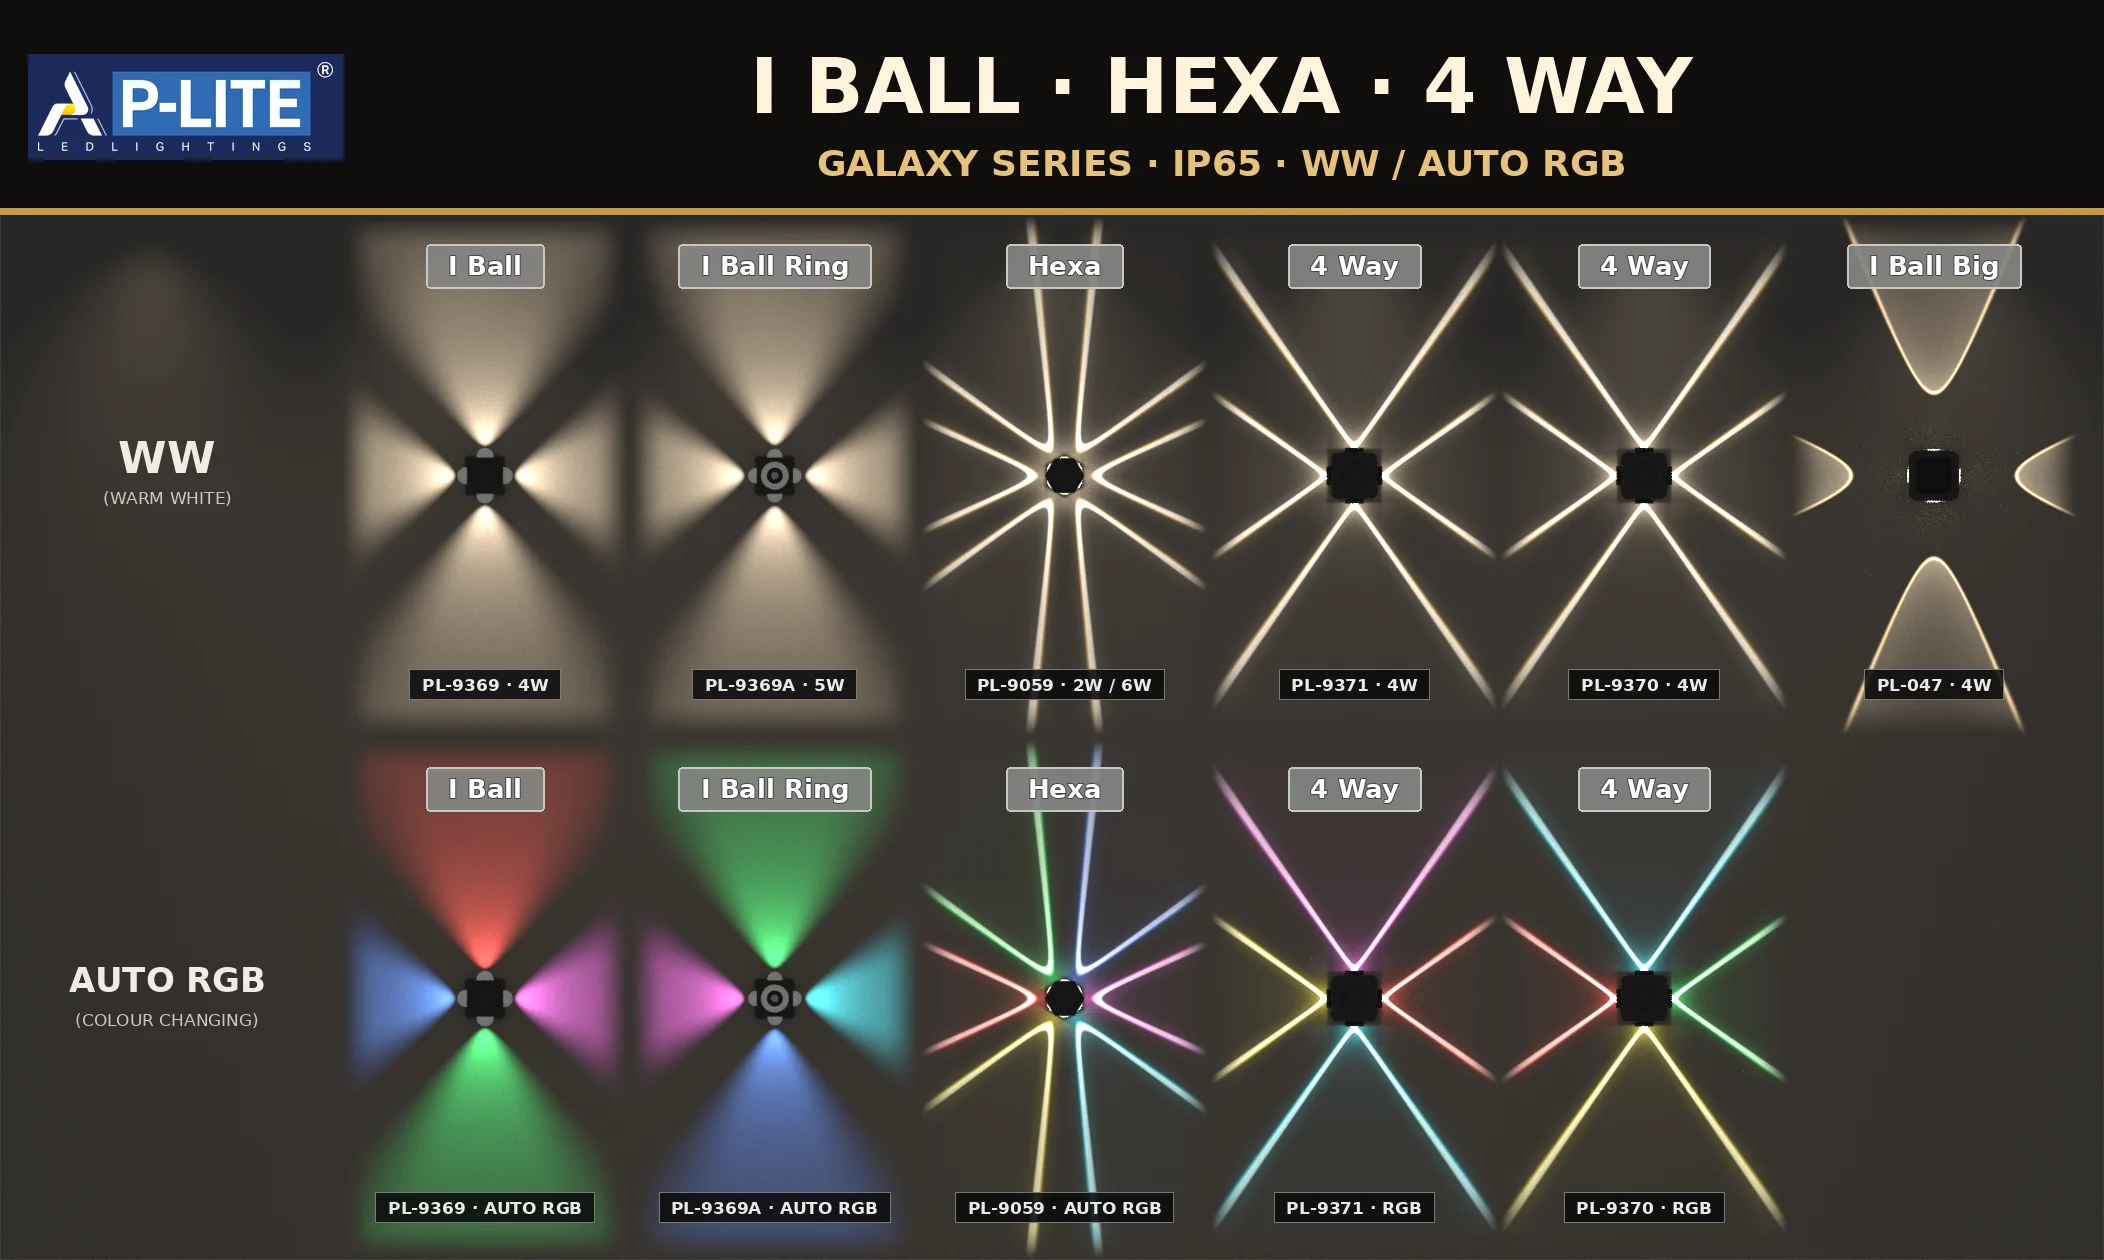 P-LITE ®
LEDLIGHTINGS
I BALL · HEXA · 4 WAY
GALAXY SERIES · IP65 · WW / AUTO RGB
I Ball
I Ball Ring
Hexa
4 Way
4 Way
I Ball Big
WW
(WARM WHITE)
PL-9369 · 4W
PL-9369A · 5W
PL-9059 · 2W / 6W
PL-9371 · 4W
PL-9370 · 4W
PL-047 · 4W
I Ball
I Ball Ring
Hexa
4 Way
4 Way
AUTO RGB
(COLOUR CHANGING)
PL-9369 · AUTO RGB
PL-9369A · AUTO RGB
PL-9059 · AUTO RGB
PL-9371 · RGB
PL-9370 · RGB